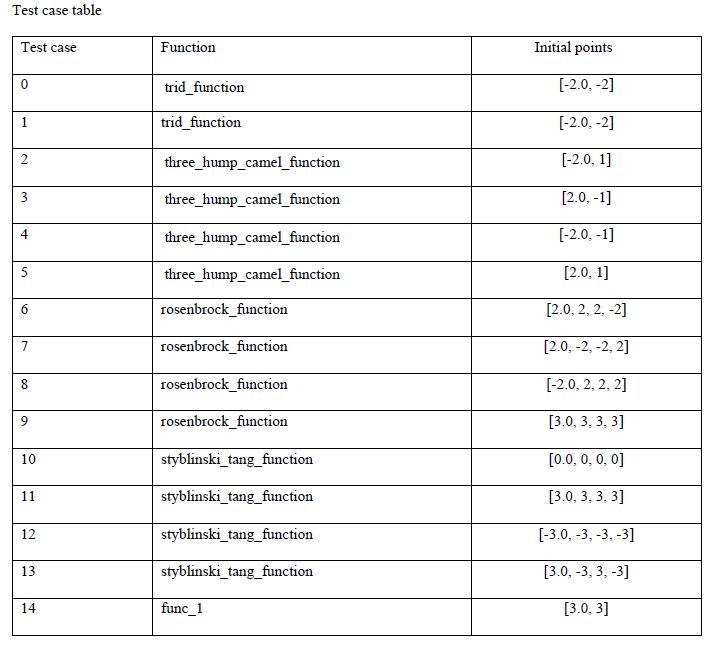 Test case table
Test case Function Initial points
0 trid_function [-2.0, -2]
1 trid_function [-2.0, -2]
2 three_hump_camel_function [-2.0, 1]
3 three_hump_camel_function [2.0, -1]
4 three_hump_camel_function [-2.0, -1]
5 three_hump_camel_function [2.0, 1]
6 rosenbrock_function [2.0, 2, 2, -2]
7 rosenbrock_function [2.0, -2, -2, 2]
8 rosenbrock_function [-2.0, 2, 2, 2]
9 rosenbrock_function [3.0, 3, 3, 3]
10 styblinski_tang_function [0.0, 0, 0, 0]
11 styblinski_tang_function [3.0, 3, 3, 3]
12 styblinski_tang_function [-3.0, -3, -3, -3]
13 styblinski_tang_function [3.0, -3, 3, -3]
14 func_1 [3.0, 3]